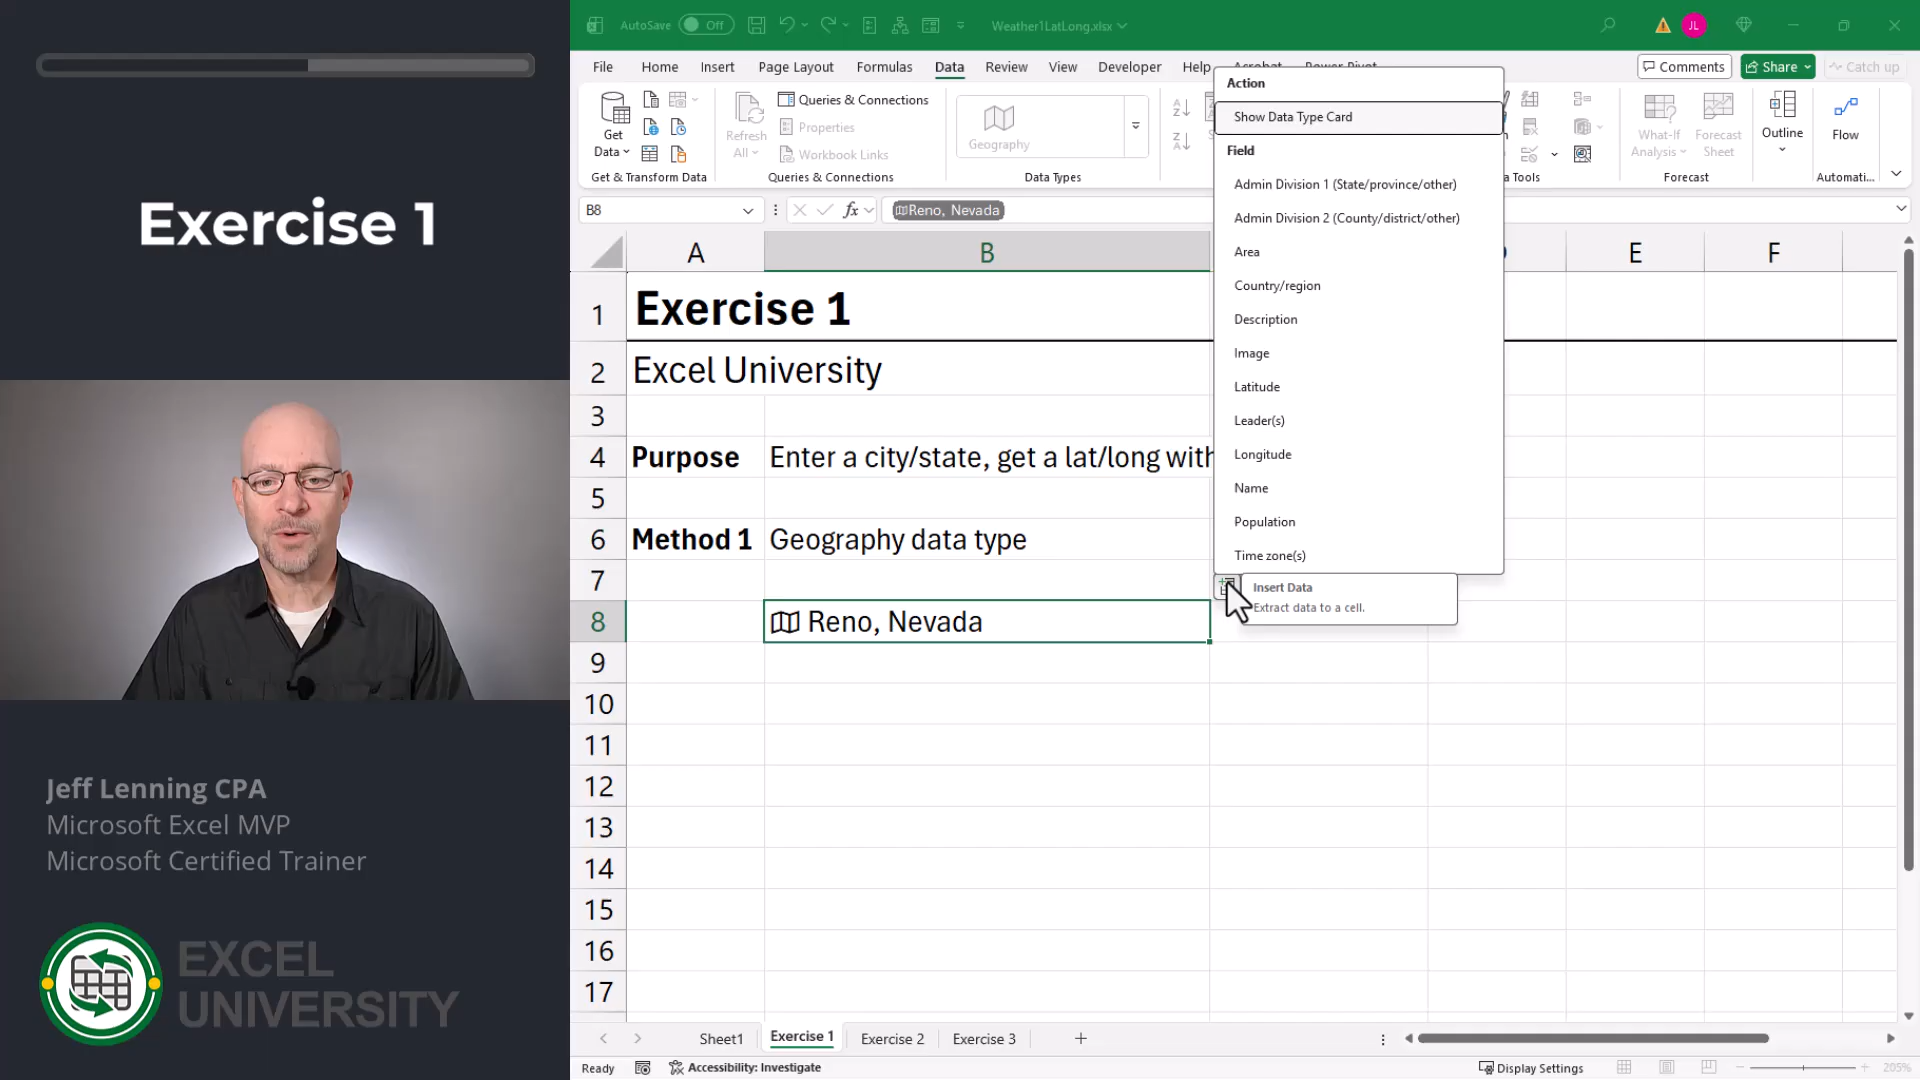 Exercise 1
Jeff Lenning CPA
Microsoft Excel MVP
Microsoft Certified Trainer
EXCEL
UNIVERSITY
AutoSave Off
Weather1LatLong.xlsx
JL
File Home Insert Page Layout Formulas Data Review View Developer Help
Comments Share Catch up
Get
Data
Get & Transform Data
Refresh
All
Queries & Connections
Properties
Workbook Links
Queries & Connections
Geography
Data Types
What-If
Analysis
Forecast
Sheet
Forecast
Outline
Flow
Automati...
B8
fx
Reno, Nevada
Action
Show Data Type Card
Field
Admin Division 1 (State/province/other)
Admin Division 2 (County/district/other)
Area
Country/region
Description
Image
Latitude
Leader(s)
Longitude
Name
Population
Time zone(s)
Insert Data
Extract data to a cell.
A B E F
1 Exercise 1
2 Excel University
3
4 Purpose Enter a city/state, get a lat/long with
5
6 Method 1 Geography data type
7
8 Reno, Nevada
9
10
11
12
13
14
15
16
17
Sheet1 Exercise 1 Exercise 2 Exercise 3
Ready Accessibility: Investigate
Display Settings
205%